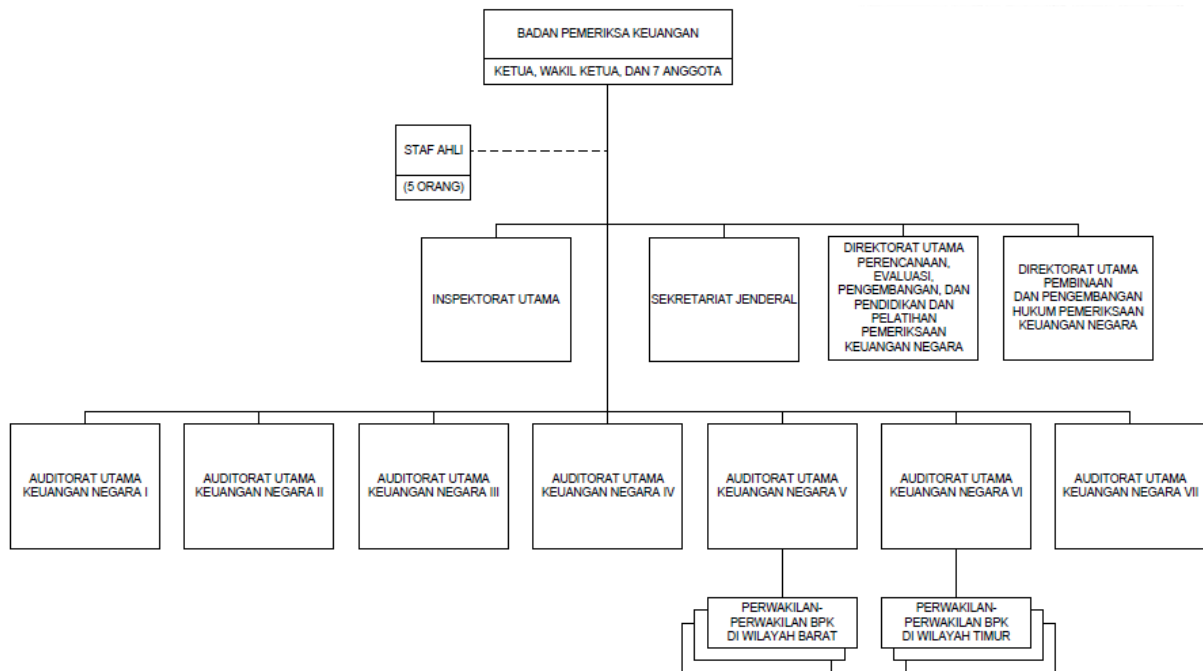 BADAN PEMERIKSA KEUANGAN
KETUA, WAKIL KETUA, DAN 7 ANGGOTA
STAF AHLI
(5 ORANG)
INSPEKTORAT UTAMA
SEKRETARIAT JENDERAL
DIREKTORAT UTAMA
PERENCANAAN,
EVALUASI,
PENGEMBANGAN, DAN
PENDIDIKAN DAN
PELATIHAN
PEMERIKSAAN
KEUANGAN NEGARA
DIREKTORAT UTAMA
PEMBINAAN
DAN PENGEMBANGAN
HUKUM PEMERIKSAAN
KEUANGAN NEGARA
AUDITORAT UTAMA
KEUANGAN NEGARA I
AUDITORAT UTAMA
KEUANGAN NEGARA II
AUDITORAT UTAMA
KEUANGAN NEGARA III
AUDITORAT UTAMA
KEUANGAN NEGARA IV
AUDITORAT UTAMA
KEUANGAN NEGARA V
AUDITORAT UTAMA
KEUANGAN NEGARA VI
AUDITORAT UTAMA
KEUANGAN NEGARA VII
PERWAKILAN-
PERWAKILAN BPK
DI WILAYAH BARAT
PERWAKILAN-
PERWAKILAN BPK
DI WILAYAH TIMUR